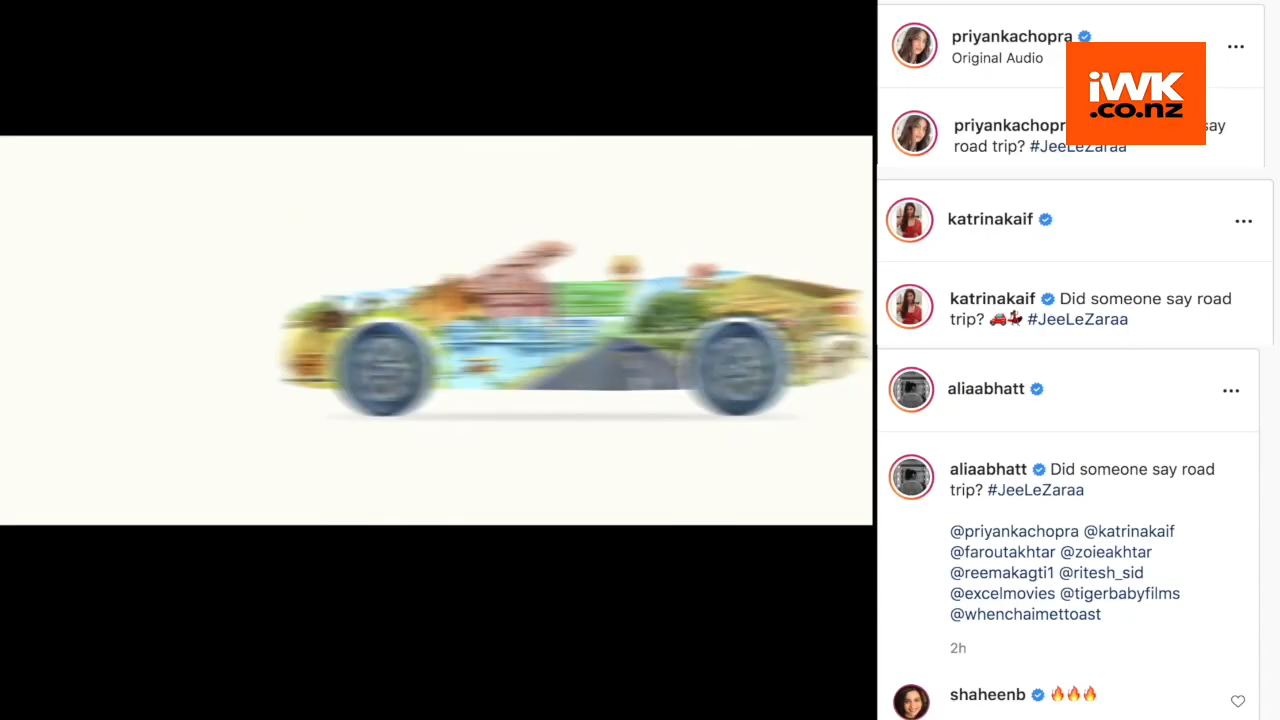 priyankachopra
Original Audio
iWK
.co.nz
say
road trip? #JeeLeZaraa
katrinakaif
katrinakaif Did someone say road
trip? 🚗💃 #JeeLeZaraa
aliaabhatt
aliaabhatt Did someone say road
trip? #JeeLeZaraa
@priyankachopra @katrinakaif
@faroutakhtar @zoieakhtar
@reemakagti1 @ritesh_sid
@excelmovies @tigerbabyfilms
@whenchaimettoast
2h
shaheenb 🔥🔥🔥